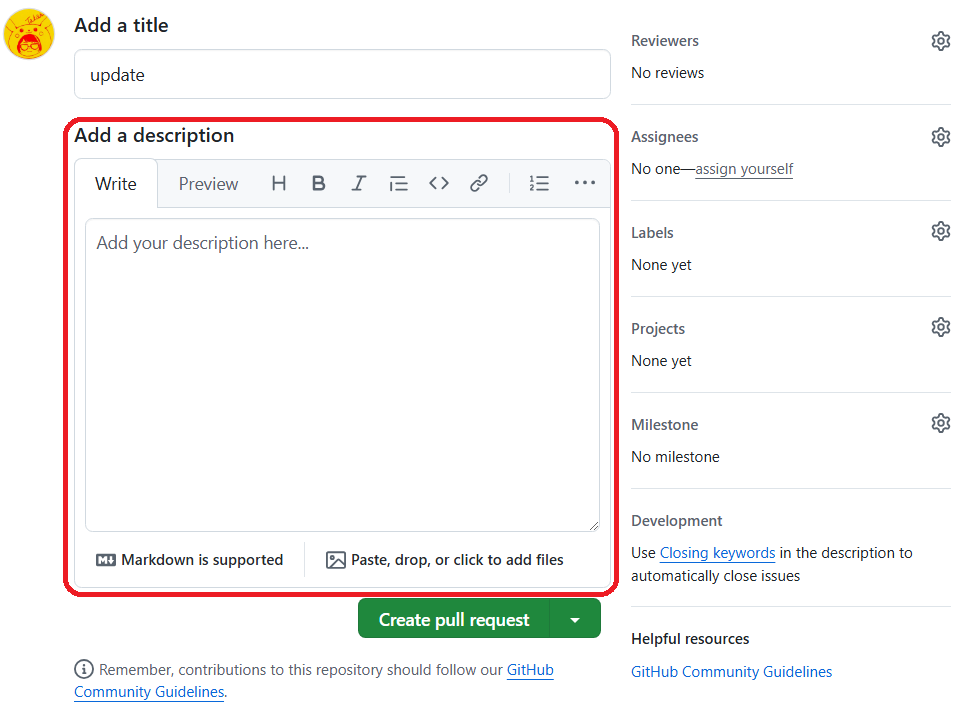 Add a title
update
Add a description
Write
Preview
H B I
Add your description here...
Markdown is supported
Paste, drop, or click to add files
Create pull request
Remember, contributions to this repository should follow our GitHub
Community Guidelines.
Reviewers
No reviews
Assignees
No one—assign yourself
Labels
None yet
Projects
None yet
Milestone
No milestone
Development
Use Closing keywords in the description to
automatically close issues
Helpful resources
GitHub Community Guidelines